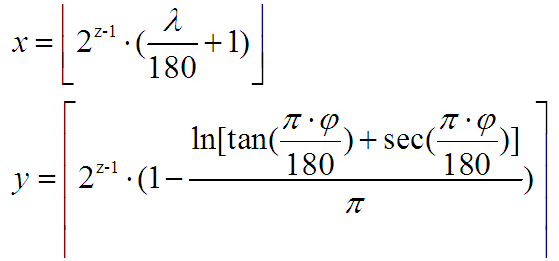 x = ⌊2^{z-1} · (λ/180 + 1)⌋
y = ⌊2^{z-1} · (1 − ln[tan(π · φ/180) + sec(π · φ/180)]/π)⌋